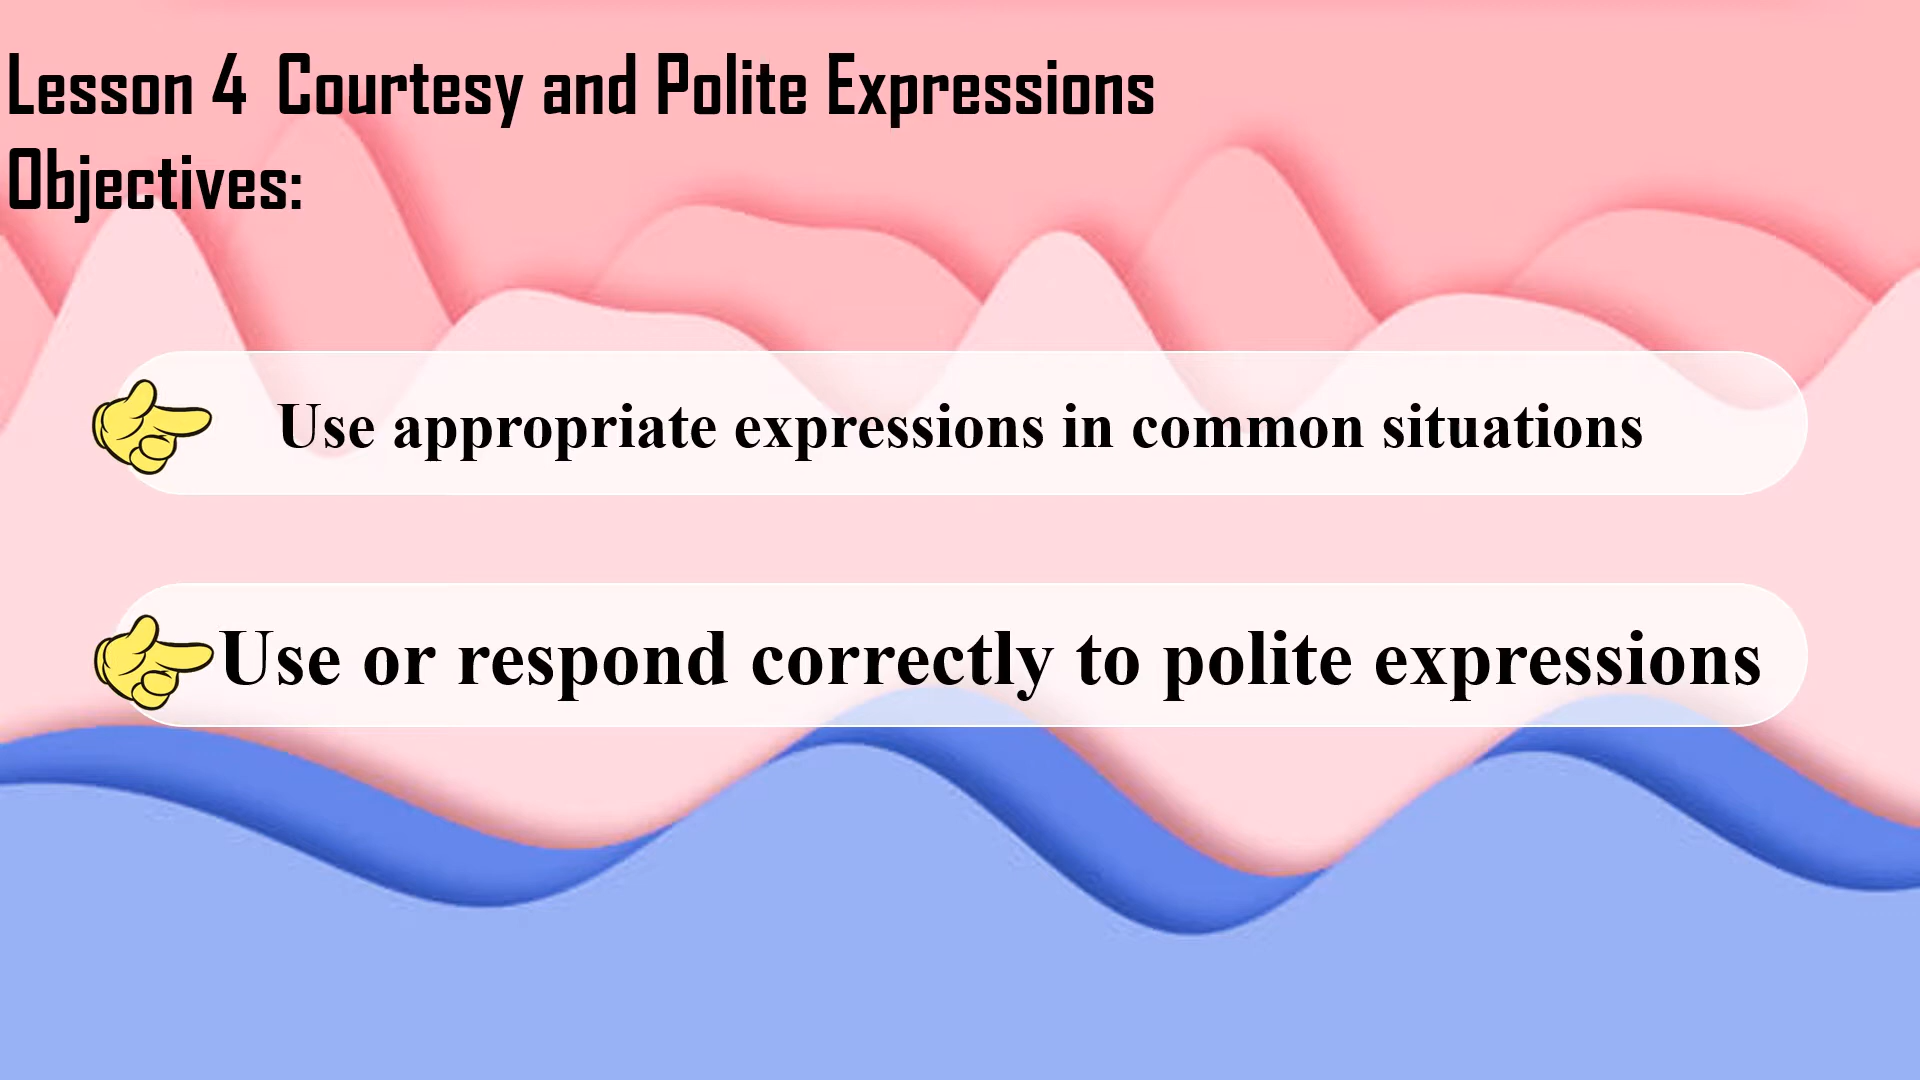 Lesson 4 Courtesy and Polite Expressions
Objectives:
Use appropriate expressions in common situations
Use or respond correctly to polite expressions